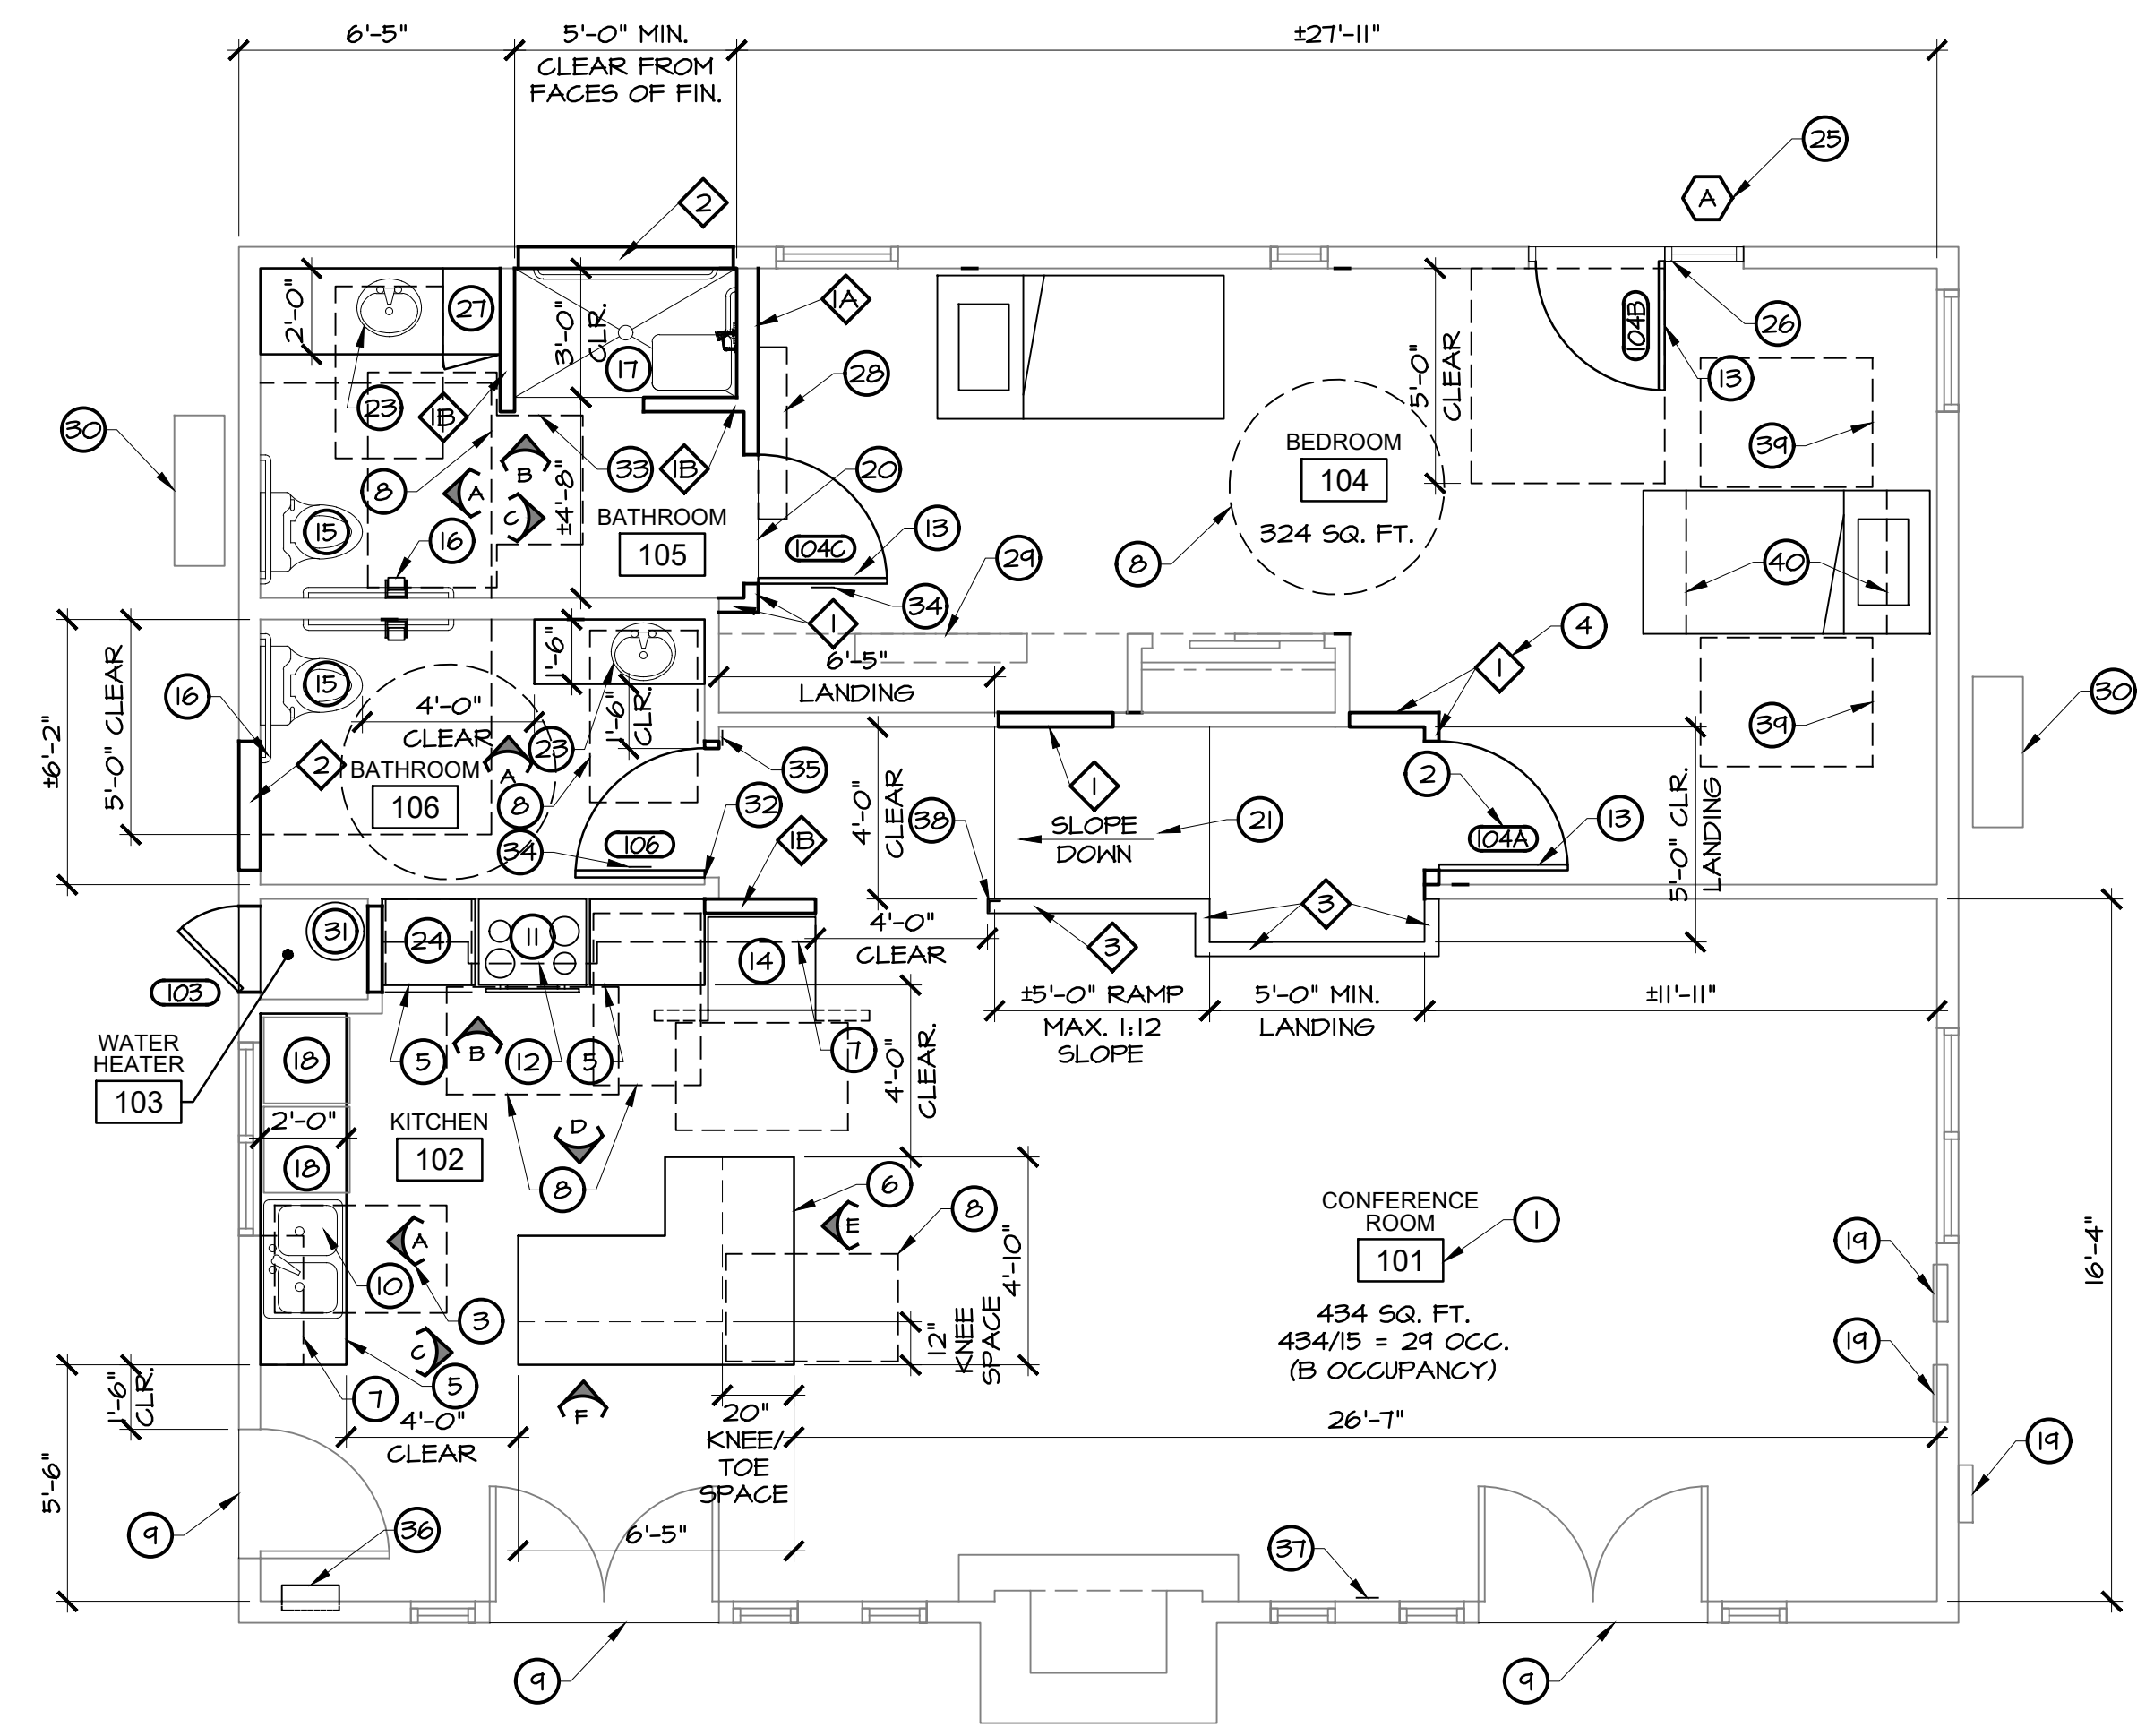 6'-5"
5'-0" MIN.
CLEAR FROM
FACES OF FIN.
±27'-11"
25
A
2
27
2'-0"
3'-0"
CLR.
17
1A
28
104B
26
13
5'-0"
CLEAR
23
1B
30
8
33
1B
20
39
BEDROOM
104
324 SQ. FT.
B
A
C
±4'-8"
BATHROOM
105
15
16
104C
13
29
8
40
34
1
4
1
6'-5"
LANDING
1'-6"
1'-6"
CLR.
15
16
4'-0"
CLEAR
5'-0" CLEAR
±6'-2"
23
A
2
BATHROOM
106
8
34
106
35
32
1B
4'-0"
CLEAR
38
1
SLOPE
DOWN
21
2
104A
13
39
30
5'-0" CLR.
LANDING
3
3
31
24
11
14
4'-0"
CLEAR
103
±5'-0" RAMP
MAX. 1:12
SLOPE
5'-0" MIN.
LANDING
±11'-11"
WATER
HEATER
103
18
5
B
12
5
7
4'-0"
CLEAR.
2'-0"
KITCHEN
102
D
18
8
6
E
8
A
10
3
4'-10"
12"
KNEE
SPACE
CONFERENCE
ROOM
101
1
434 SQ. FT.
434/15 = 29 OCC.
(B OCCUPANCY)
19
19
16'-4"
C
7
5
1'-6"
CLR.
5'-6"
4'-0"
CLEAR
F
20"
KNEE/
TOE
SPACE
26'-7"
19
9
36
6'-5"
37
9
9